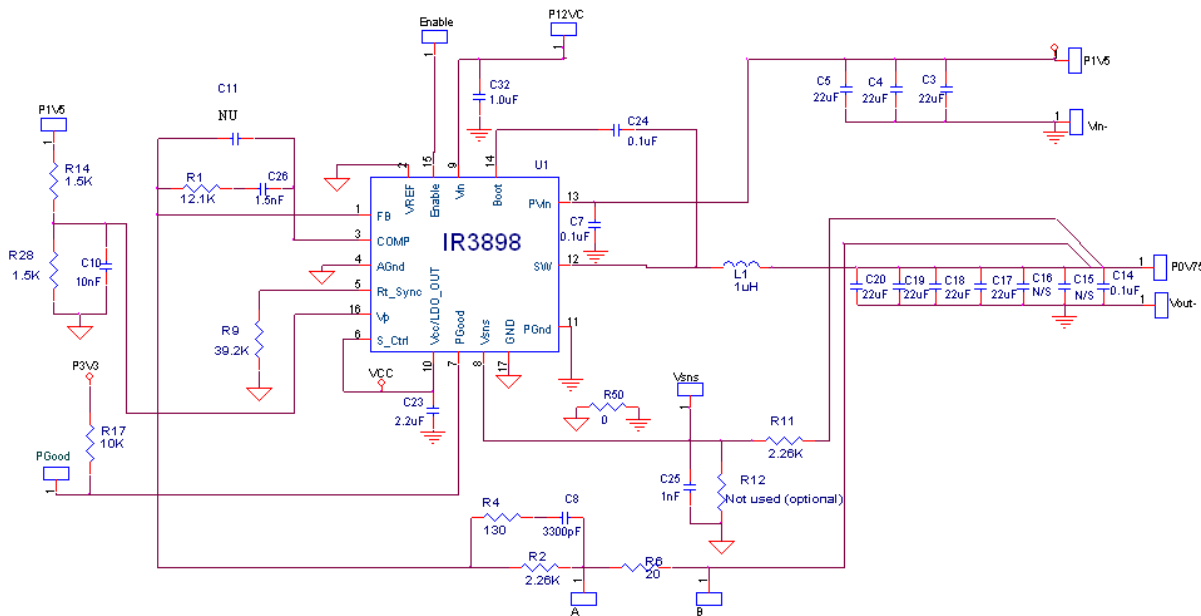 Enable
1
P12VC
1
C32
1.0uF
C11
NU
P1V5
1
R14
1.5K
R1
12.1K
C26
1.5nF
R28
1.5K
C10
10nF
C24
0.1uF
C5
22uF
C4
22uF
C3
22uF
1
P1V5
1
Vin-
U1
IR3898
2
VREF
15
Enable
9
Vin
14
Boot
1
FB
3
COMP
4
AGnd
5
Rt_Sync
16
Vp
6
S_Ctrl
Vcc/LDO_OUT
10
PGood
7
Vsns
8
GND
17
PVin
13
SW
12
PGnd
11
C7
0.1uF
L1
1uH
C20
22uF
C19
22uF
C18
22uF
C17
22uF
C16
N/S
C15
N/S
C14
0.1uF
1
P0V75
1
Vout-
R9
39.2K
VCC
C23
2.2uF
P3V3
R17
10K
PGood
1
R50
0
Vsns
1
R11
2.26K
C25
1nF
R12
Not used (optional)
R4
130
C8
3300pF
R2
2.26K
R6
20
1
A
1
B